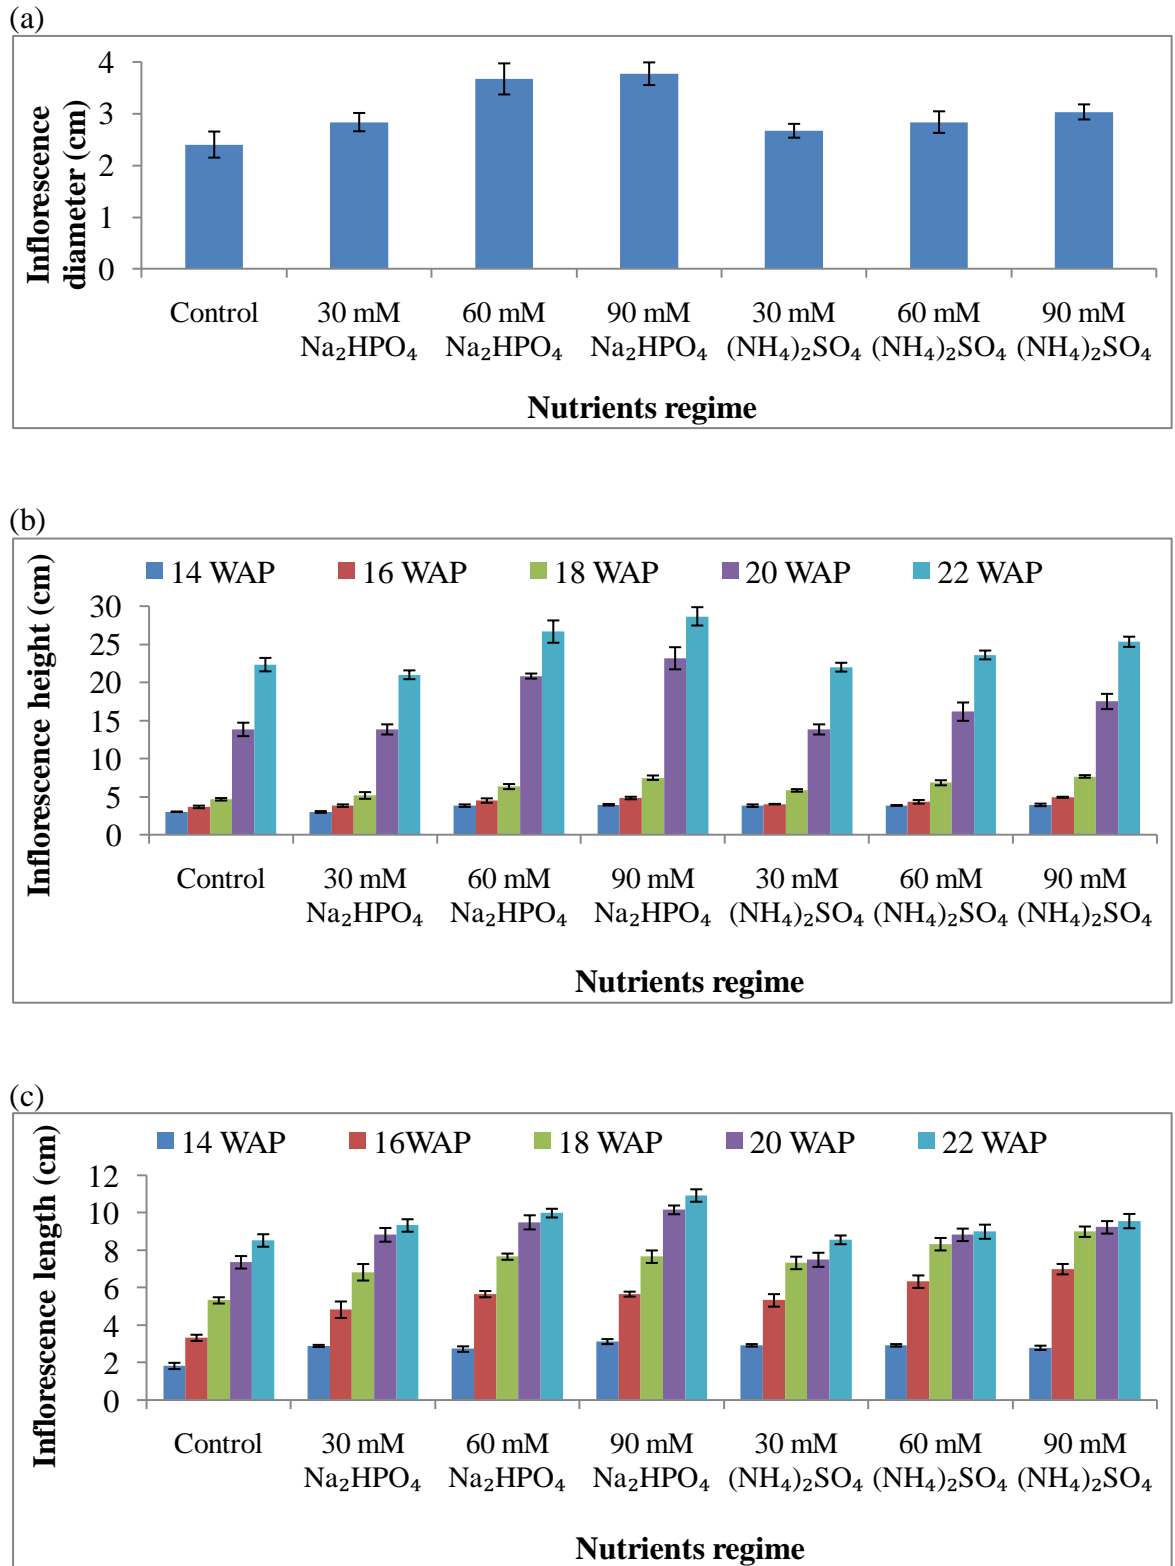 (a)
Inflorescence
diameter (cm)
4
3
2
1
0
Control
30 mM
Na₂HPO₄
60 mM
Na₂HPO₄
90 mM
Na₂HPO₄
30 mM
(NH₄)₂SO₄
60 mM
(NH₄)₂SO₄
90 mM
(NH₄)₂SO₄
Nutrients regime
(b)
14 WAP
16 WAP
18 WAP
20 WAP
22 WAP
Inflorescence height (cm)
30
25
20
15
10
5
0
Control
30 mM
Na₂HPO₄
60 mM
Na₂HPO₄
90 mM
Na₂HPO₄
30 mM
(NH₄)₂SO₄
60 mM
(NH₄)₂SO₄
90 mM
(NH₄)₂SO₄
Nutrients regime
(c)
14 WAP
16WAP
18 WAP
20 WAP
22 WAP
Inflorescence length (cm)
12
10
8
6
4
2
0
Control
30 mM
Na₂HPO₄
60 mM
Na₂HPO₄
90 mM
Na₂HPO₄
30 mM
(NH₄)₂SO₄
60 mM
(NH₄)₂SO₄
90 mM
(NH₄)₂SO₄
Nutrients regime